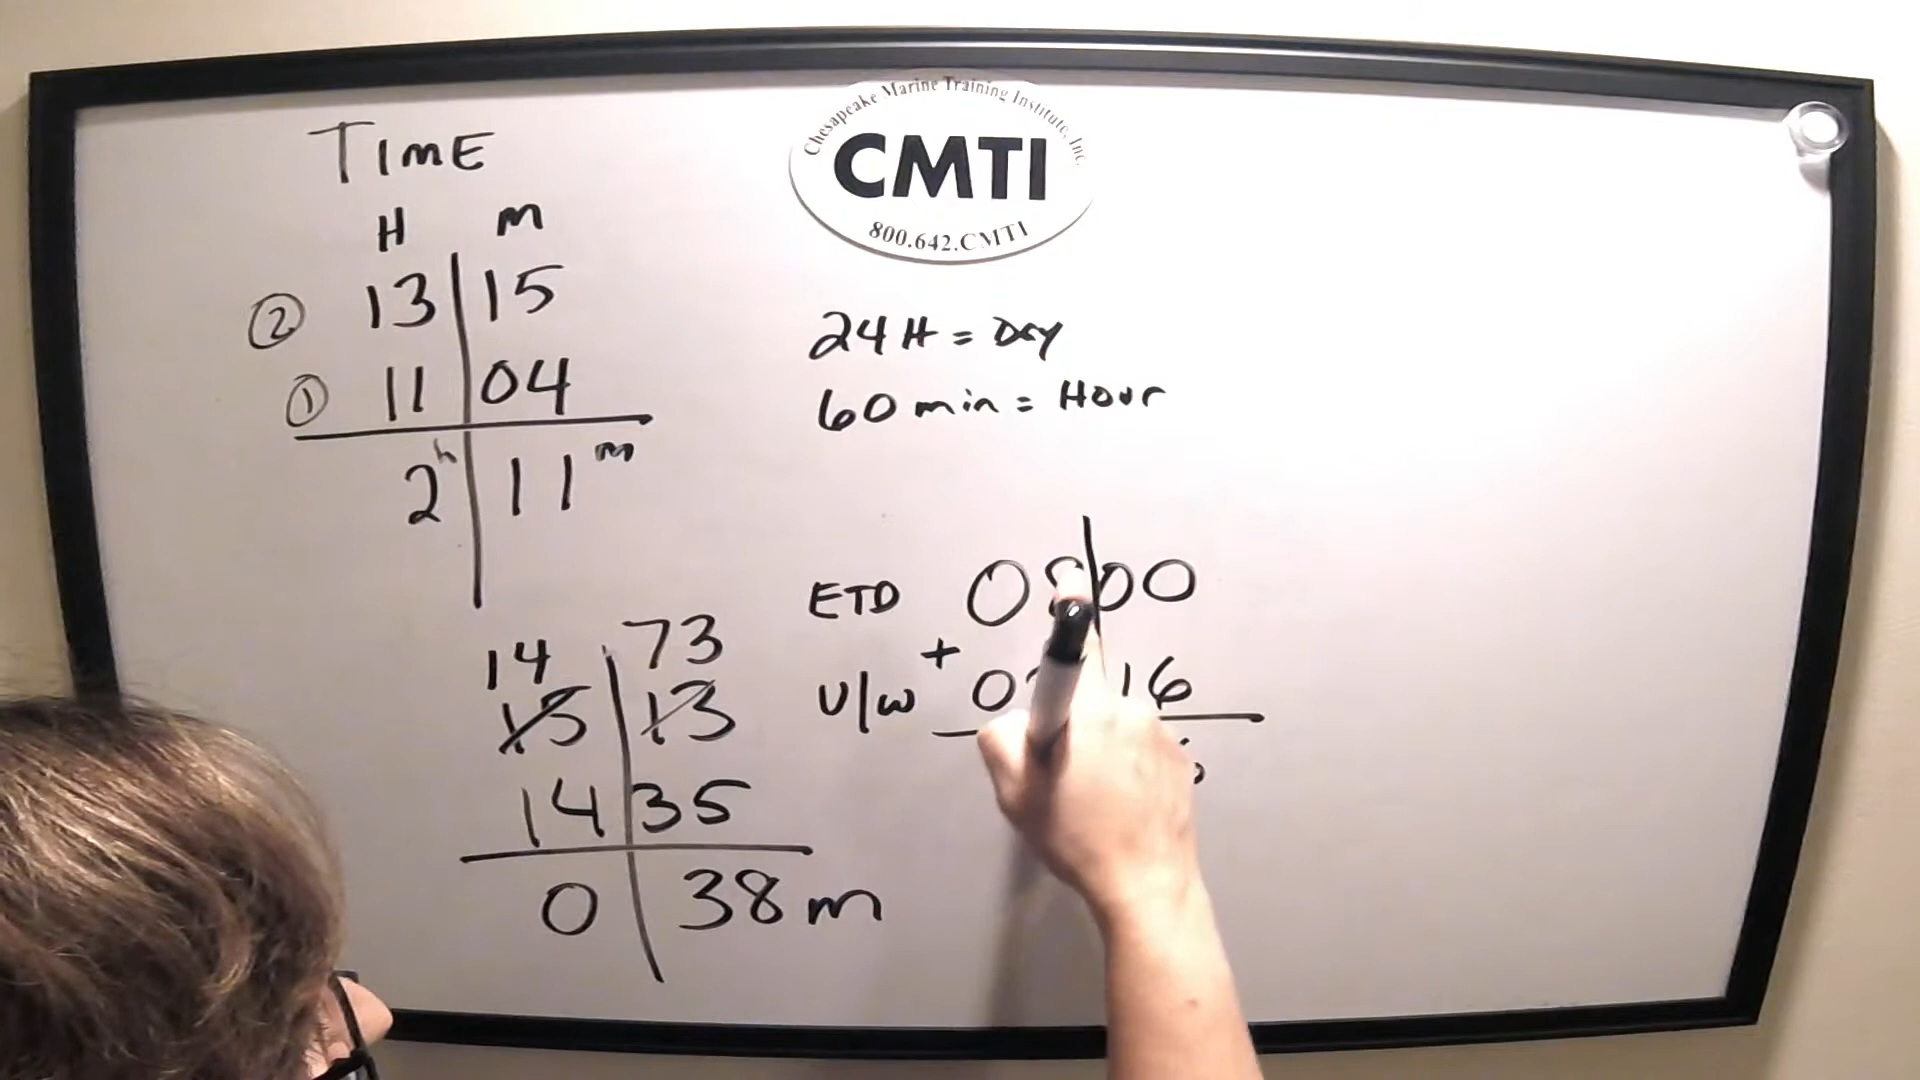 TIME
H M
② 13 15
① 11 04
2h 11m
14 73
15 13
14 35
0 38m
Chesapeake Marine Training Institute, Inc.
CMTI
800.642.CMTI
24 H = DAY
60 min = Hour
ETD 0800
+
U/W 0 16